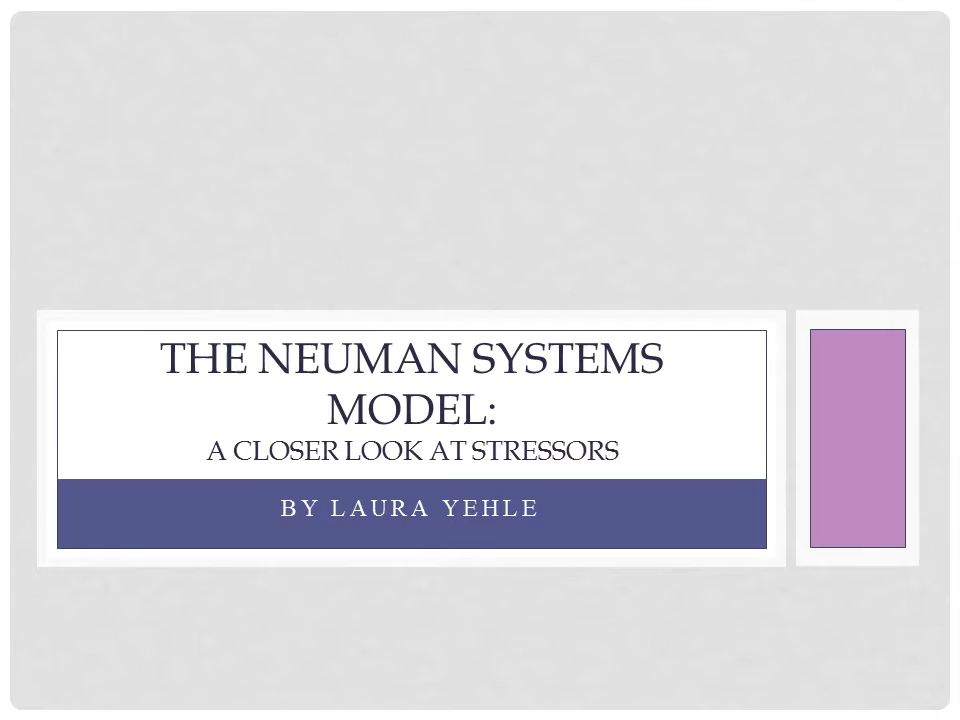 THE NEUMAN SYSTEMS
MODEL:
A CLOSER LOOK AT STRESSORS
BY LAURA YEHLE